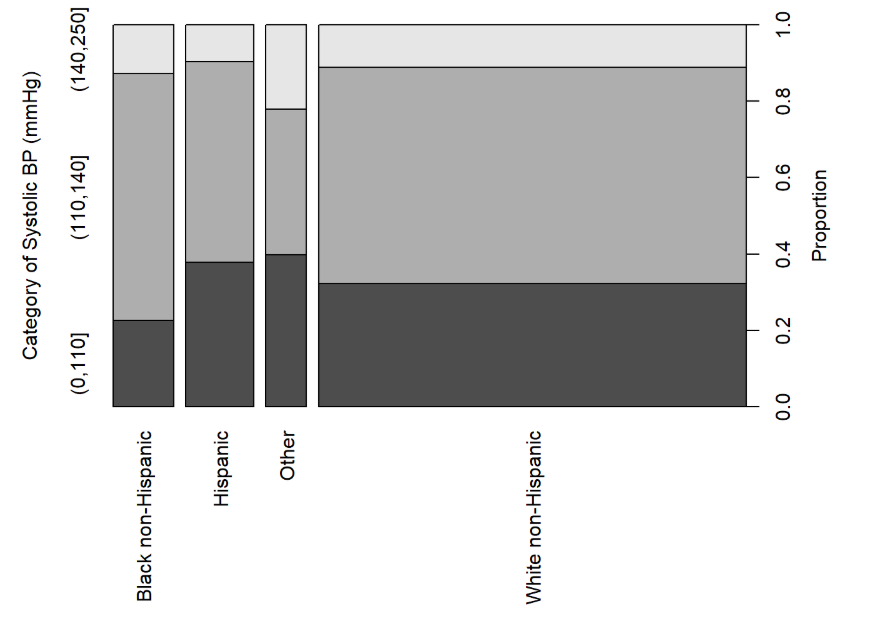 Category of Systolic BP (mmHg)
(140,250]
(110,140]
(0,110]
1.0
0.8
0.6
0.4
0.2
0.0
Proportion
Black non-Hispanic
Hispanic
Other
White non-Hispanic